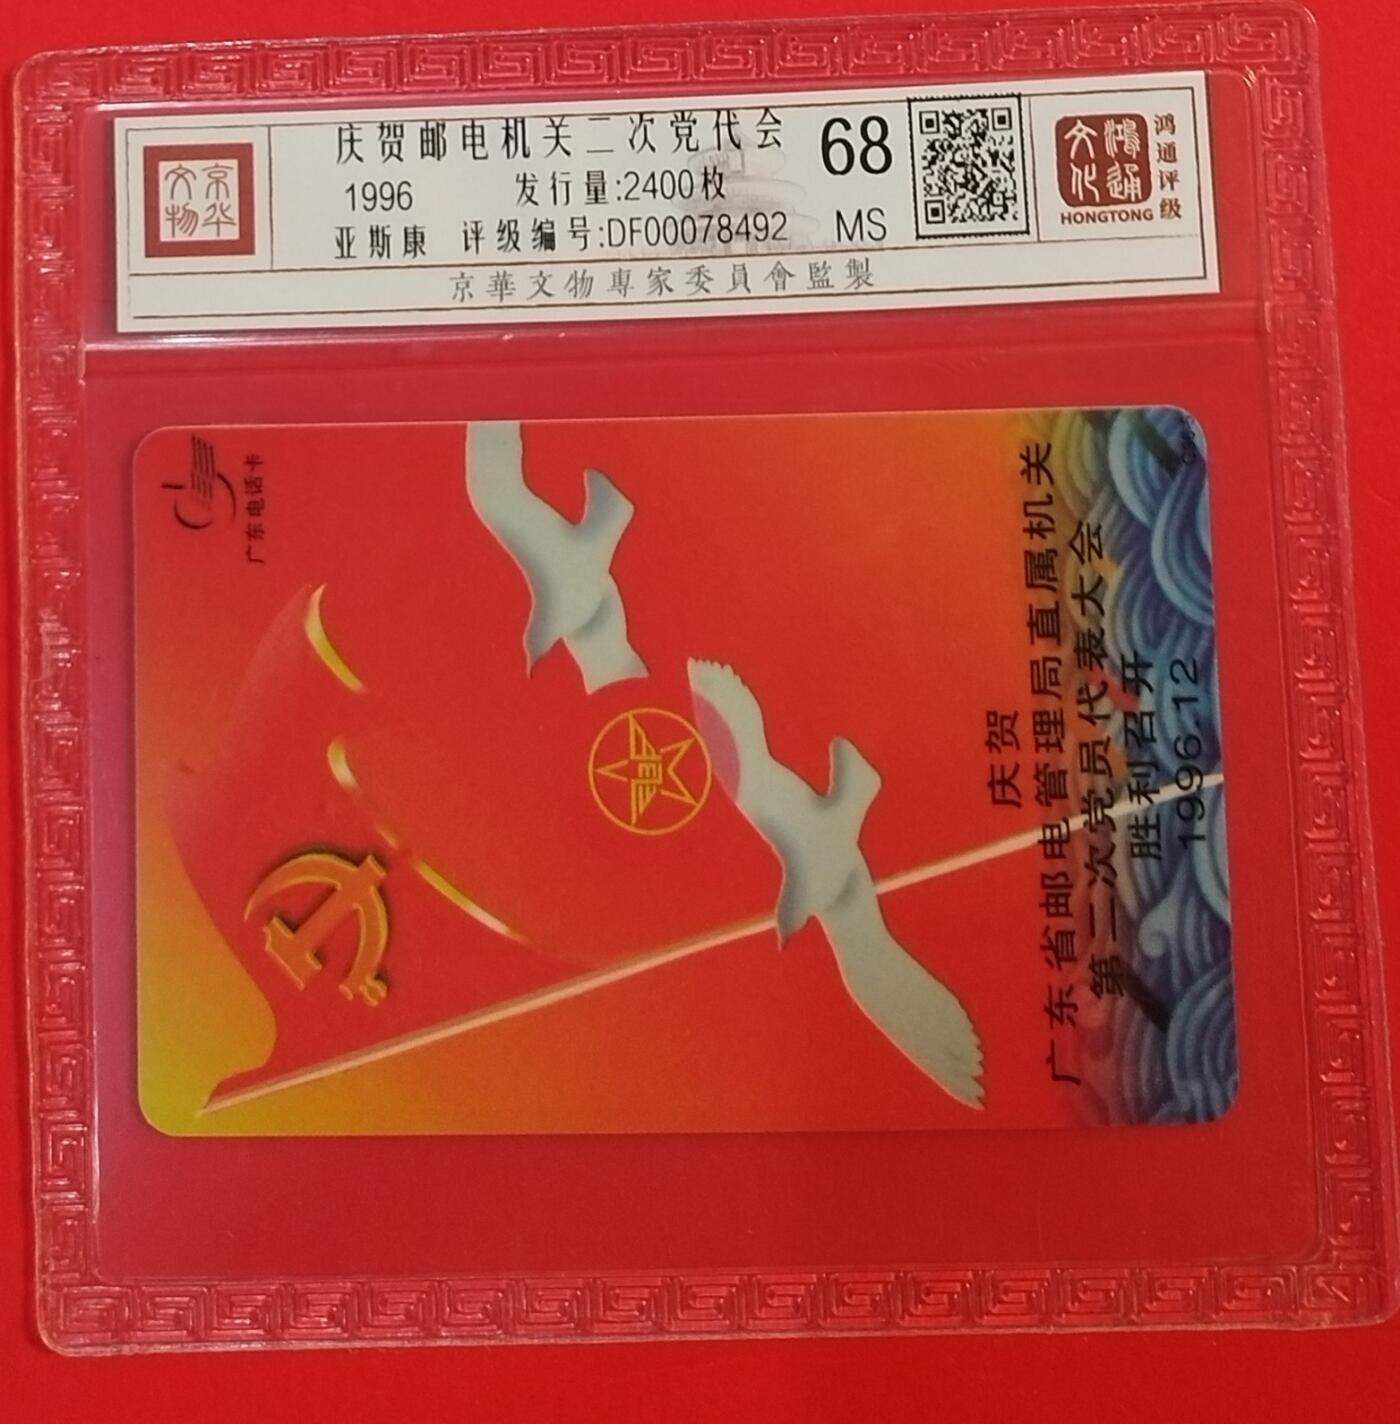 京华
文物
庆贺邮电机关二次党代会
1996 发行量:2400枚
亚斯康 评级编号:DF00078492
68
MS
鸿通
文化
HONGTONG
鸿通评级
京華文物專家委員會監製
广东电话卡
庆贺
广东省邮电管理局直属机关
第二次党员代表大会
胜利召开
1996.12